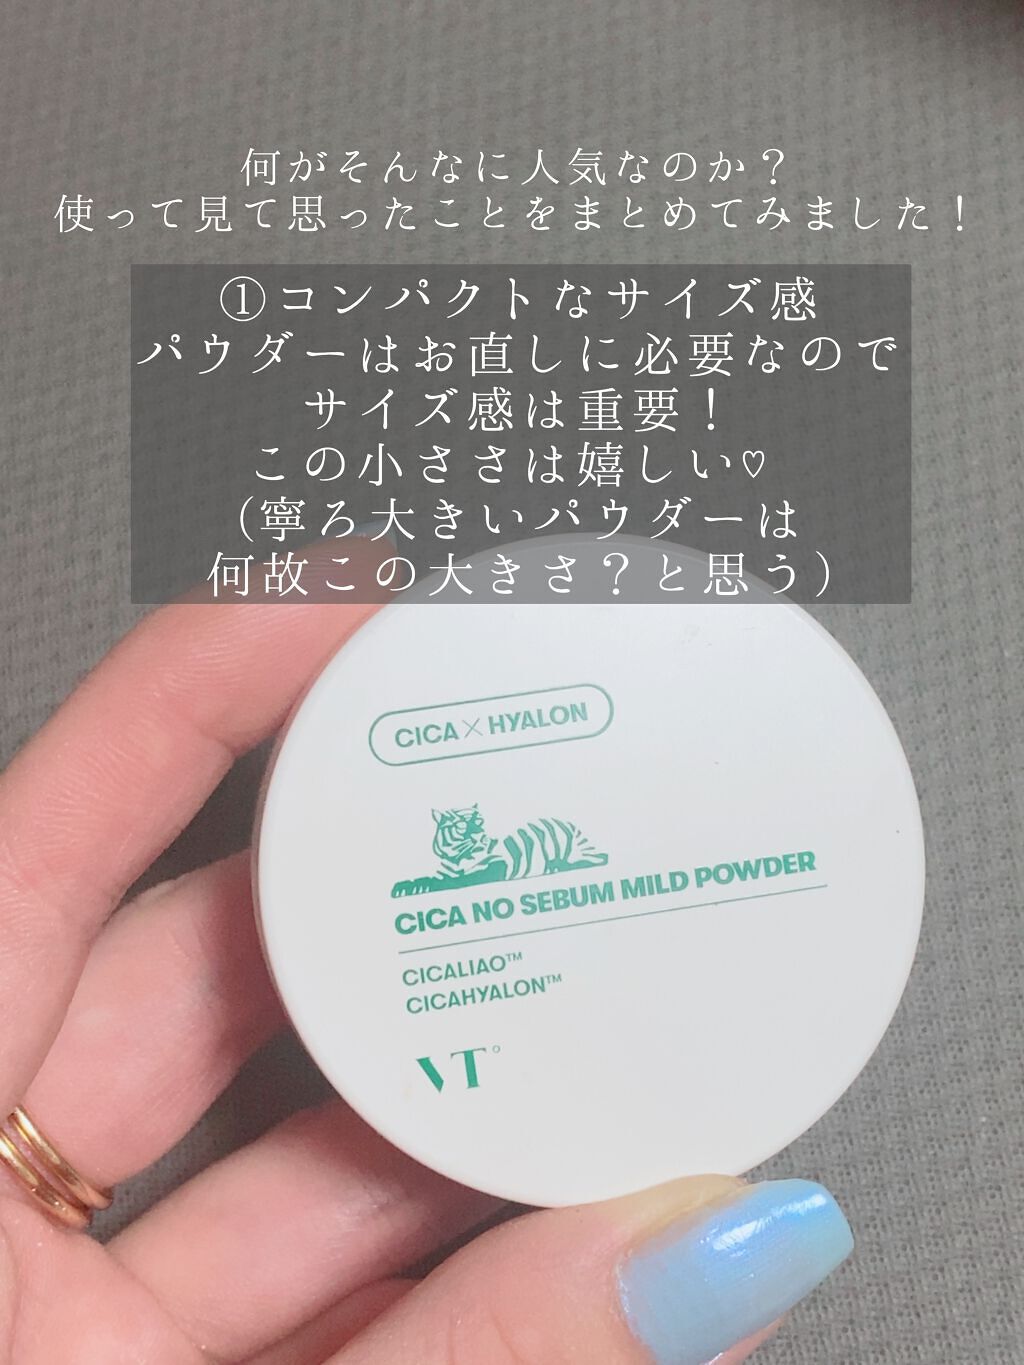 何がそんなに人気なのか？
使って見て思ったことをまとめてみました！
①コンパクトなサイズ感
パウダーはお直しに必要なので
サイズ感は重要！
この小ささは嬉しい♡
（寧ろ大きいパウダーは
何故この大きさ？と思う）
CICA×HYALON
CICA NO SEBUM MILD POWDER
CICALIAO™
CICAHYALON™
VT°